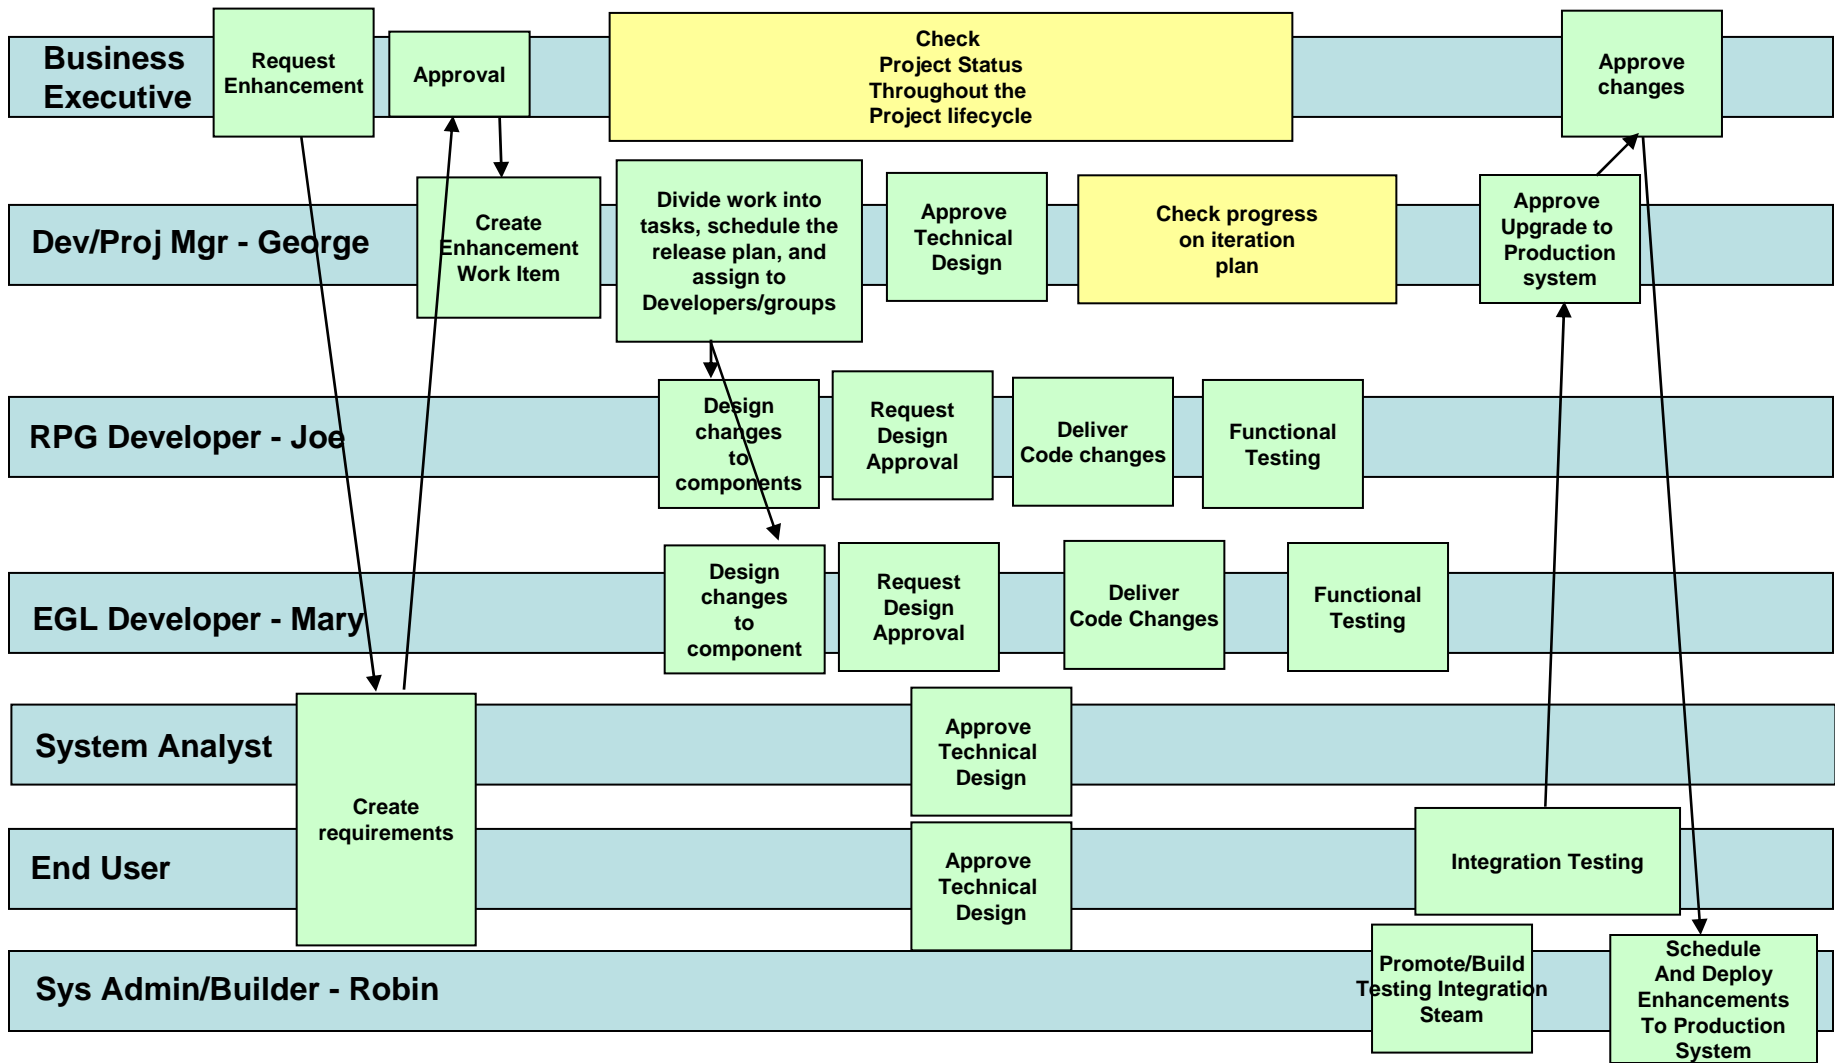 Business
Executive
Request
Enhancement
Approval
Check
Project Status
Throughout the
Project lifecycle
Approve
changes
Dev/Proj Mgr - George
Create
Enhancement
Work Item
Divide work into
tasks, schedule the
release plan, and
assign to
Developers/groups
Approve
Technical
Design
Check progress
on iteration
plan
Approve
Upgrade to
Production
system
RPG Developer - Joe
Design
changes
to
components
Request
Design
Approval
Deliver
Code changes
Functional
Testing
EGL Developer - Mary
Design
changes
to
component
Request
Design
Approval
Deliver
Code Changes
Functional
Testing
System Analyst
Create
requirements
Approve
Technical
Design
End User
Approve
Technical
Design
Integration Testing
Sys Admin/Builder - Robin
Promote/Build
Testing Integration
Steam
Schedule
And Deploy
Enhancements
To Production
System